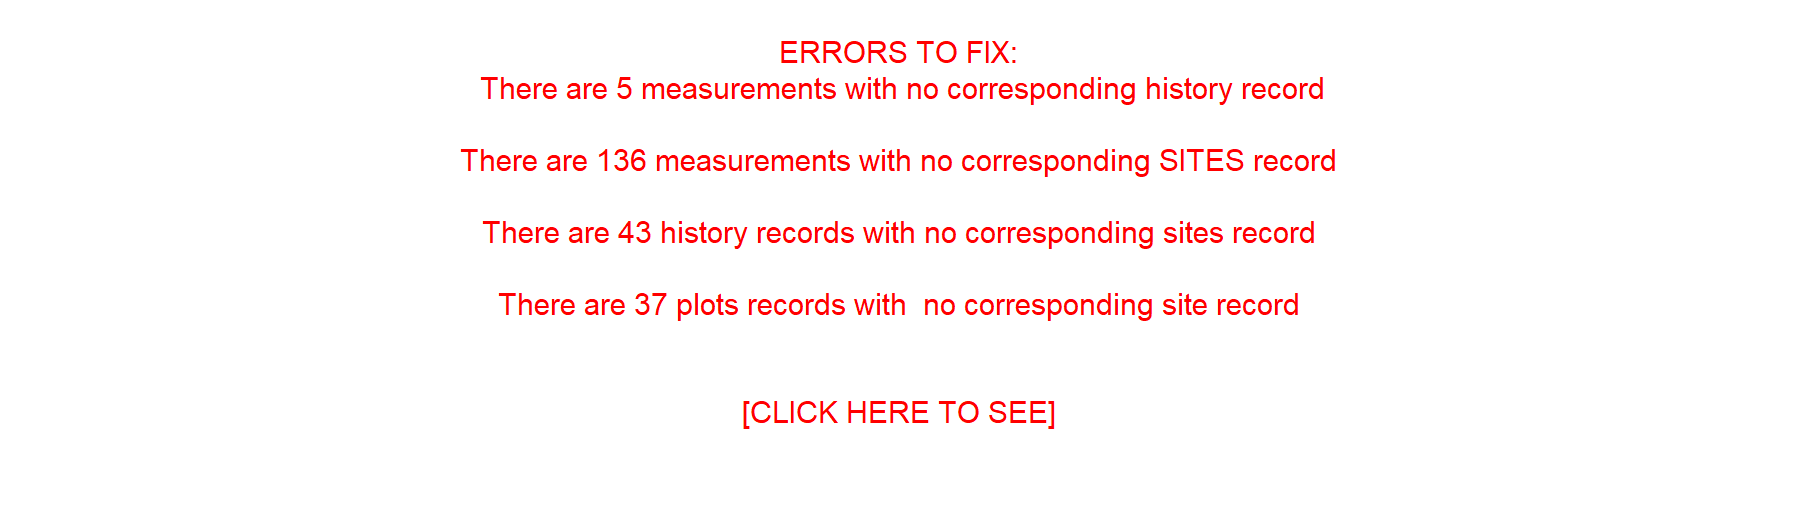 ERRORS TO FIX:
There are 5 measurements with no corresponding history record
There are 136 measurements with no corresponding SITES record
There are 43 history records with no corresponding sites record
There are 37 plots records with  no corresponding site record
[CLICK HERE TO SEE]